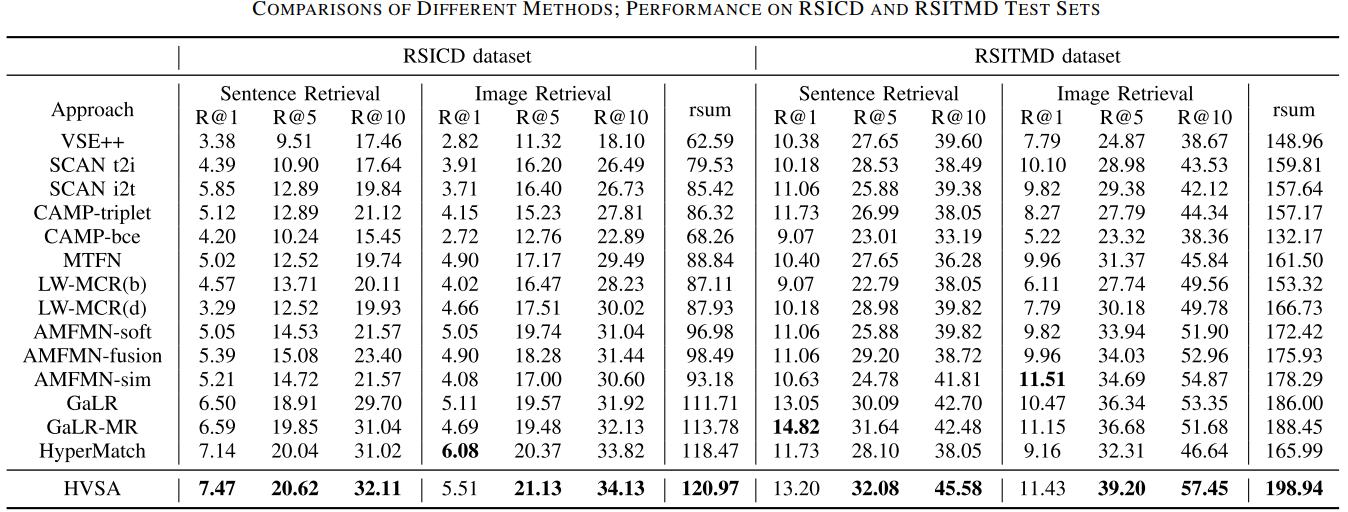 COMPARISONS OF DIFFERENT METHODS; PERFORMANCE ON RSICD AND RSITMD TEST SETS
RSICD dataset RSITMD dataset
Approach Sentence Retrieval Image Retrieval rsum Sentence Retrieval Image Retrieval rsum
R@1 R@5 R@10 R@1 R@5 R@10 R@1 R@5 R@10 R@1 R@5 R@10
VSE++ 3.38 9.51 17.46 2.82 11.32 18.10 62.59 10.38 27.65 39.60 7.79 24.87 38.67 148.96
SCAN t2i 4.39 10.90 17.64 3.91 16.20 26.49 79.53 10.18 28.53 38.49 10.10 28.98 43.53 159.81
SCAN i2t 5.85 12.89 19.84 3.71 16.40 26.73 85.42 11.06 25.88 39.38 9.82 29.38 42.12 157.64
CAMP-triplet 5.12 12.89 21.12 4.15 15.23 27.81 86.32 11.73 26.99 38.05 8.27 27.79 44.34 157.17
CAMP-bce 4.20 10.24 15.45 2.72 12.76 22.89 68.26 9.07 23.01 33.19 5.22 23.32 38.36 132.17
MTFN 5.02 12.52 19.74 4.90 17.17 29.49 88.84 10.40 27.65 36.28 9.96 31.37 45.84 161.50
LW-MCR(b) 4.57 13.71 20.11 4.02 16.47 28.23 87.11 9.07 22.79 38.05 6.11 27.74 49.56 153.32
LW-MCR(d) 3.29 12.52 19.93 4.66 17.51 30.02 87.93 10.18 28.98 39.82 7.79 30.18 49.78 166.73
AMFMN-soft 5.05 14.53 21.57 5.05 19.74 31.04 96.98 11.06 25.88 39.82 9.82 33.94 51.90 172.42
AMFMN-fusion 5.39 15.08 23.40 4.90 18.28 31.44 98.49 11.06 29.20 38.72 9.96 34.03 52.96 175.93
AMFMN-sim 5.21 14.72 21.57 4.08 17.00 30.60 93.18 10.63 24.78 41.81 11.51 34.69 54.87 178.29
GaLR 6.50 18.91 29.70 5.11 19.57 31.92 111.71 13.05 30.09 42.70 10.47 36.34 53.35 186.00
GaLR-MR 6.59 19.85 31.04 4.69 19.48 32.13 113.78 14.82 31.64 42.48 11.15 36.68 51.68 188.45
HyperMatch 7.14 20.04 31.02 6.08 20.37 33.82 118.47 11.73 28.10 38.05 9.16 32.31 46.64 165.99
HVSA 7.47 20.62 32.11 5.51 21.13 34.13 120.97 13.20 32.08 45.58 11.43 39.20 57.45 198.94